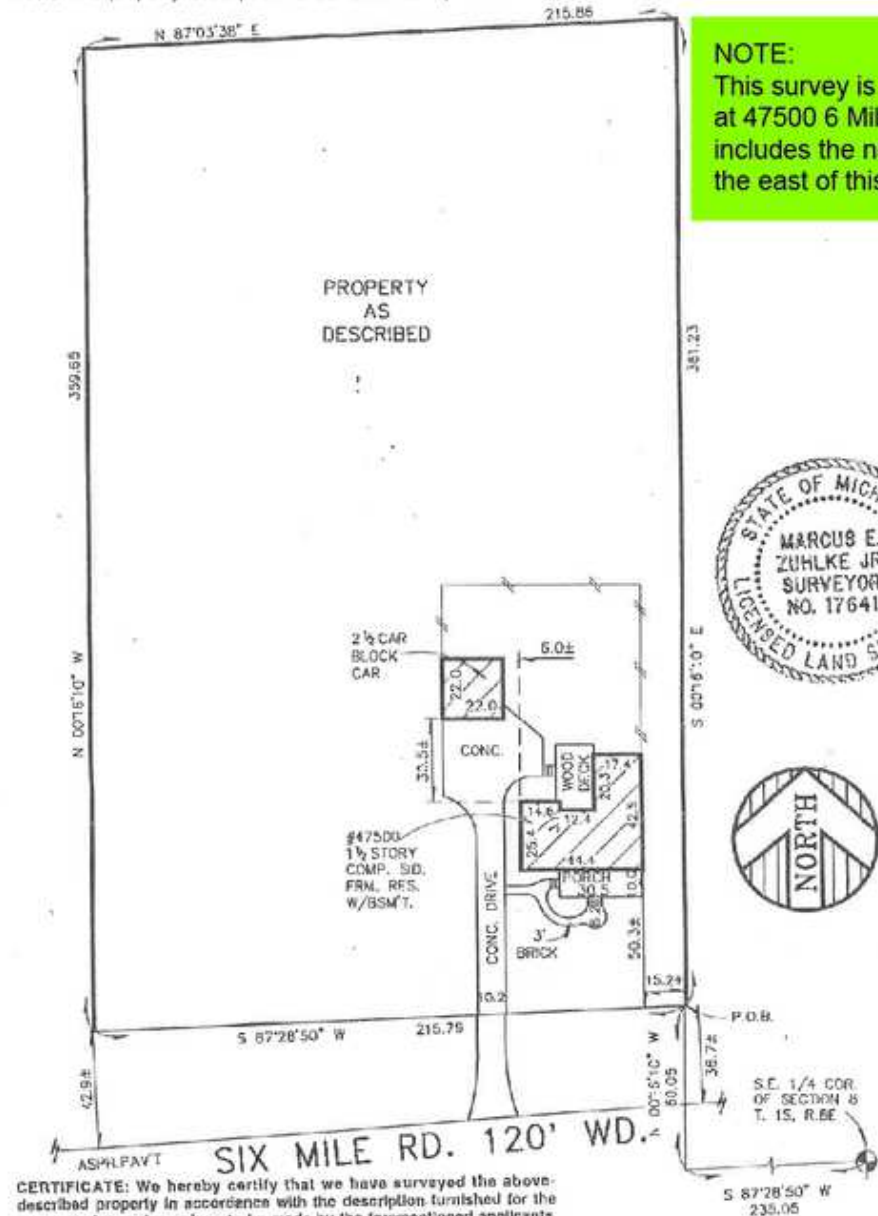 N 87°03'38" E
215.86
NOTE:
This survey is
at 47500 6 Mil
includes the n
the east of this
PROPERTY
AS
DESCRIBED
359.65
381.23
STATE OF MICH
MARCUS E.
ZUHLKE JR
SURVEYOR
NO. 17641
LICENSED LAND S
N 00°16'10" W
S 00°16'10" E
2½ CAR
BLOCK
CAR
6.0±
22.0
22.0
CONC.
WOOD
DECK
17.4
20.3
14.6
12.4
42.5
25.4
44.4
#47500
1½ STORY
COMP. SID.
FRM. RES.
W/BSM'T.
PORCH
30.5
10.0
CONC. DRIVE
3'
BRICK
50.3±
NORTH
10.2
15.2±
P.O.B.
S 87°28'50" W
215.79
42.9±
38.7±
60.05
S.E. 1/4 COR.
OF SECTION 8
T. 1S, R.8E
ASPH.PAV'T
SIX MILE RD. 120' WD.
S 87°28'50" W
235.05
CERTIFICATE: We hereby certify that we have surveyed the above-
described property in accordance with the description furnished for the